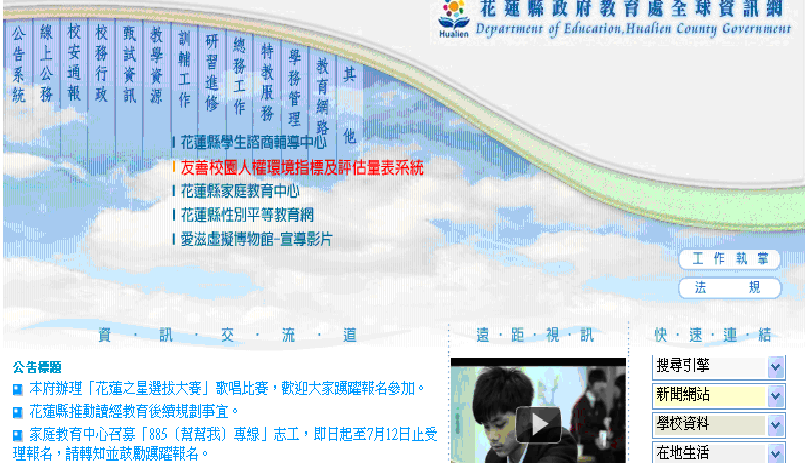 花蓮縣政府教育處全球資訊網
Department of Education,Hualien County Government
Hualien
公告系統
線上公務
校安通報
校務行政
甄試資訊
教學資源
訓輔工作
研習進修
總務工作
特教服務
學務管理
教育網路
其他
花蓮縣學生諮商輔導中心
友善校園人權環境指標及評估量表系統
花蓮縣家庭教育中心
花蓮縣性別平等教育網
愛滋虛擬博物館-宣導影片
工作執掌
法規
資‧訊‧交‧流‧道
遠‧距‧視‧訊
快‧速‧連‧結
公告標題
本府辦理「花蓮之星選拔大賽」歌唱比賽，歡迎大家踴躍報名參加。
花蓮縣推動讀經教育後續規劃事宜。
家庭教育中心召募「885〔幫幫我〕專線」志工，即日起至7月12日止受
理報名，請轉知並鼓勵踴躍報名。
搜尋引擎
新聞網站
學校資料
在地生活